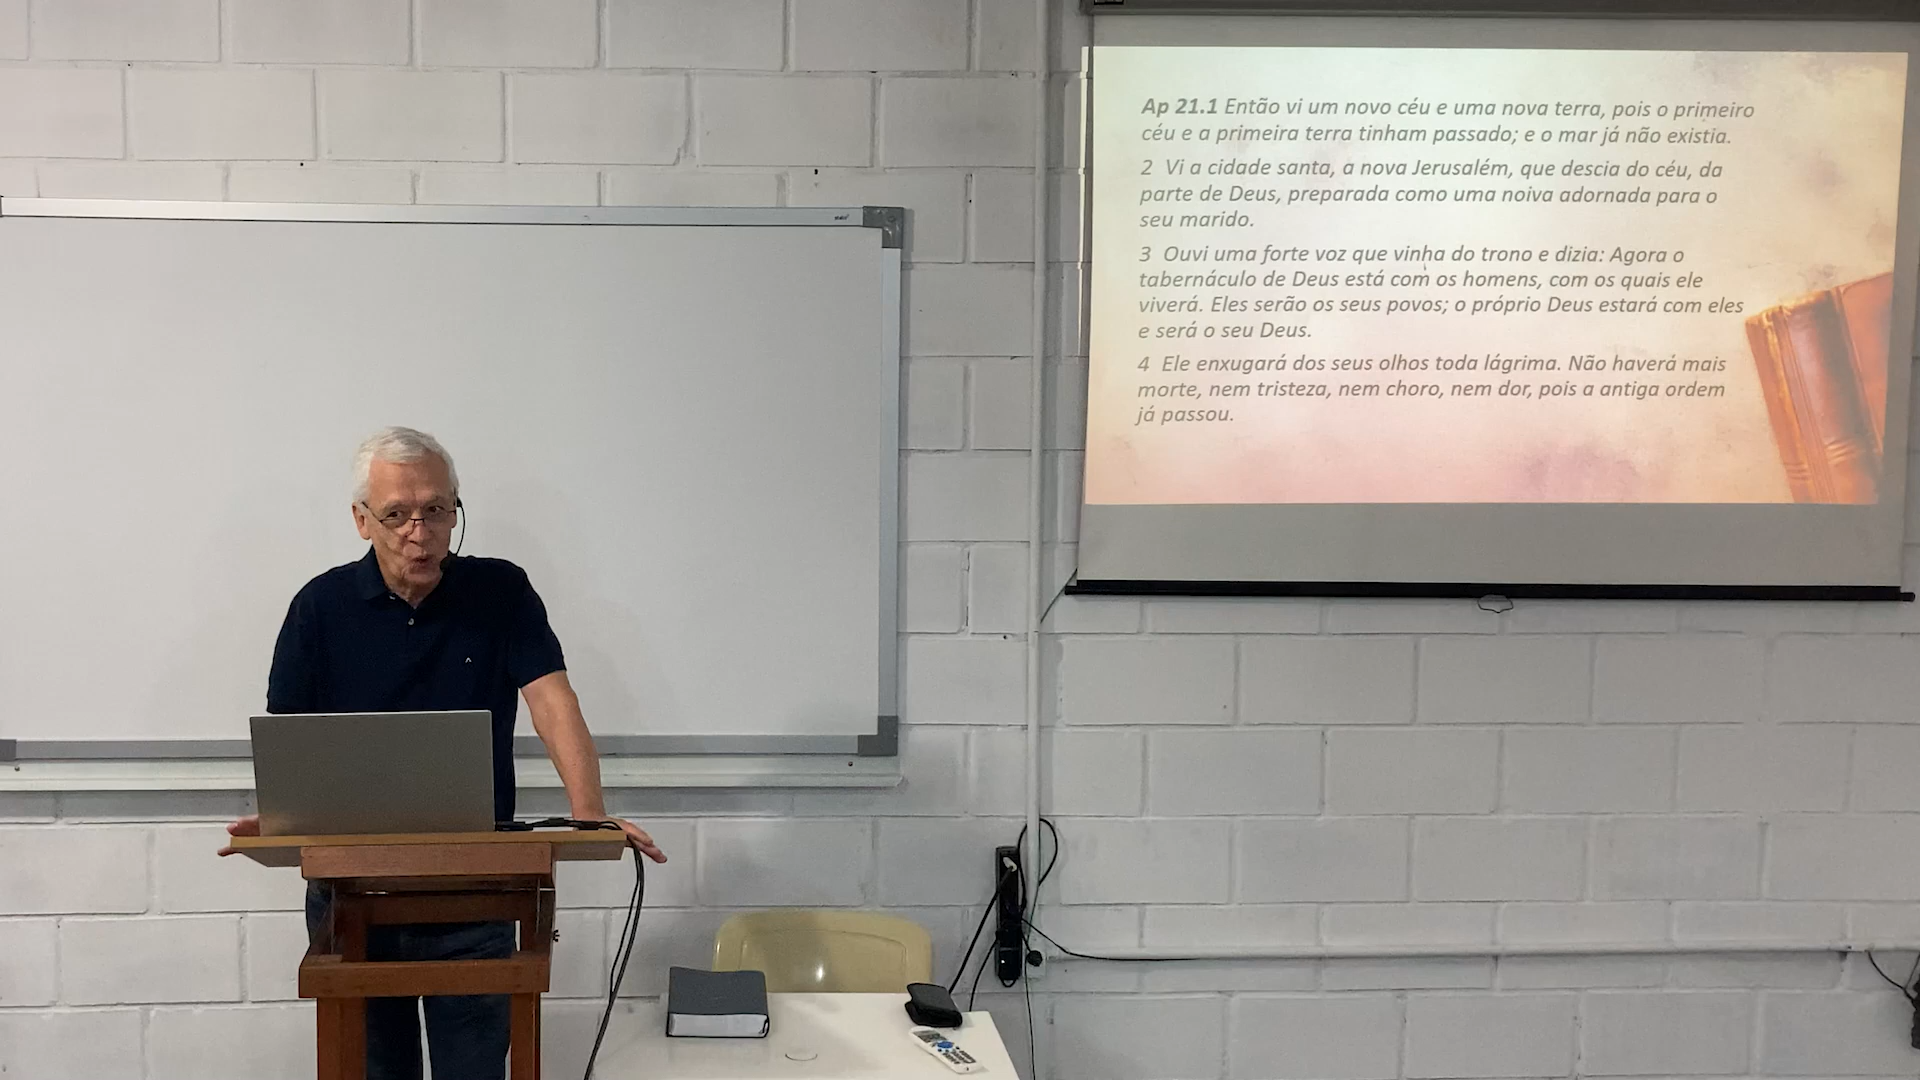 Ap 21.1 Então vi um novo céu e uma nova terra, pois o primeiro
céu e a primeira terra tinham passado; e o mar já não existia.
2 Vi a cidade santa, a nova Jerusalém, que descia do céu, da
parte de Deus, preparada como uma noiva adornada para o
seu marido.
3 Ouvi uma forte voz que vinha do trono e dizia: Agora o
tabernáculo de Deus está com os homens, com os quais ele
viverá. Eles serão os seus povos; o próprio Deus estará com eles
e será o seu Deus.
4 Ele enxugará dos seus olhos toda lágrima. Não haverá mais
morte, nem tristeza, nem choro, nem dor, pois a antiga ordem
já passou.